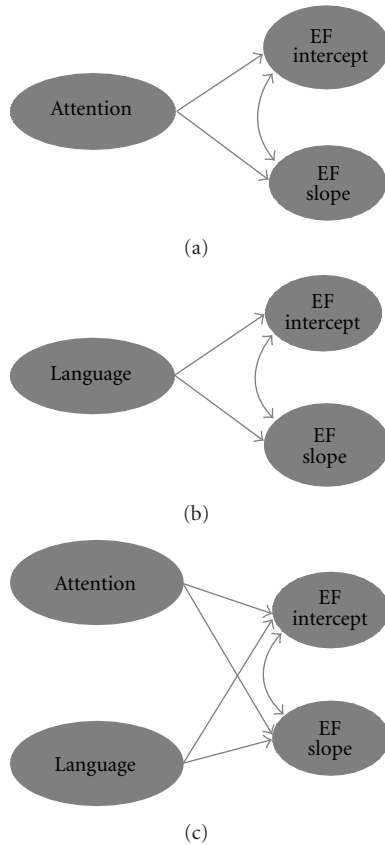 EF
intercept
Attention
EF
slope
(a)
EF
intercept
Language
EF
slope
(b)
Attention
EF
intercept
EF
slope
Language
(c)